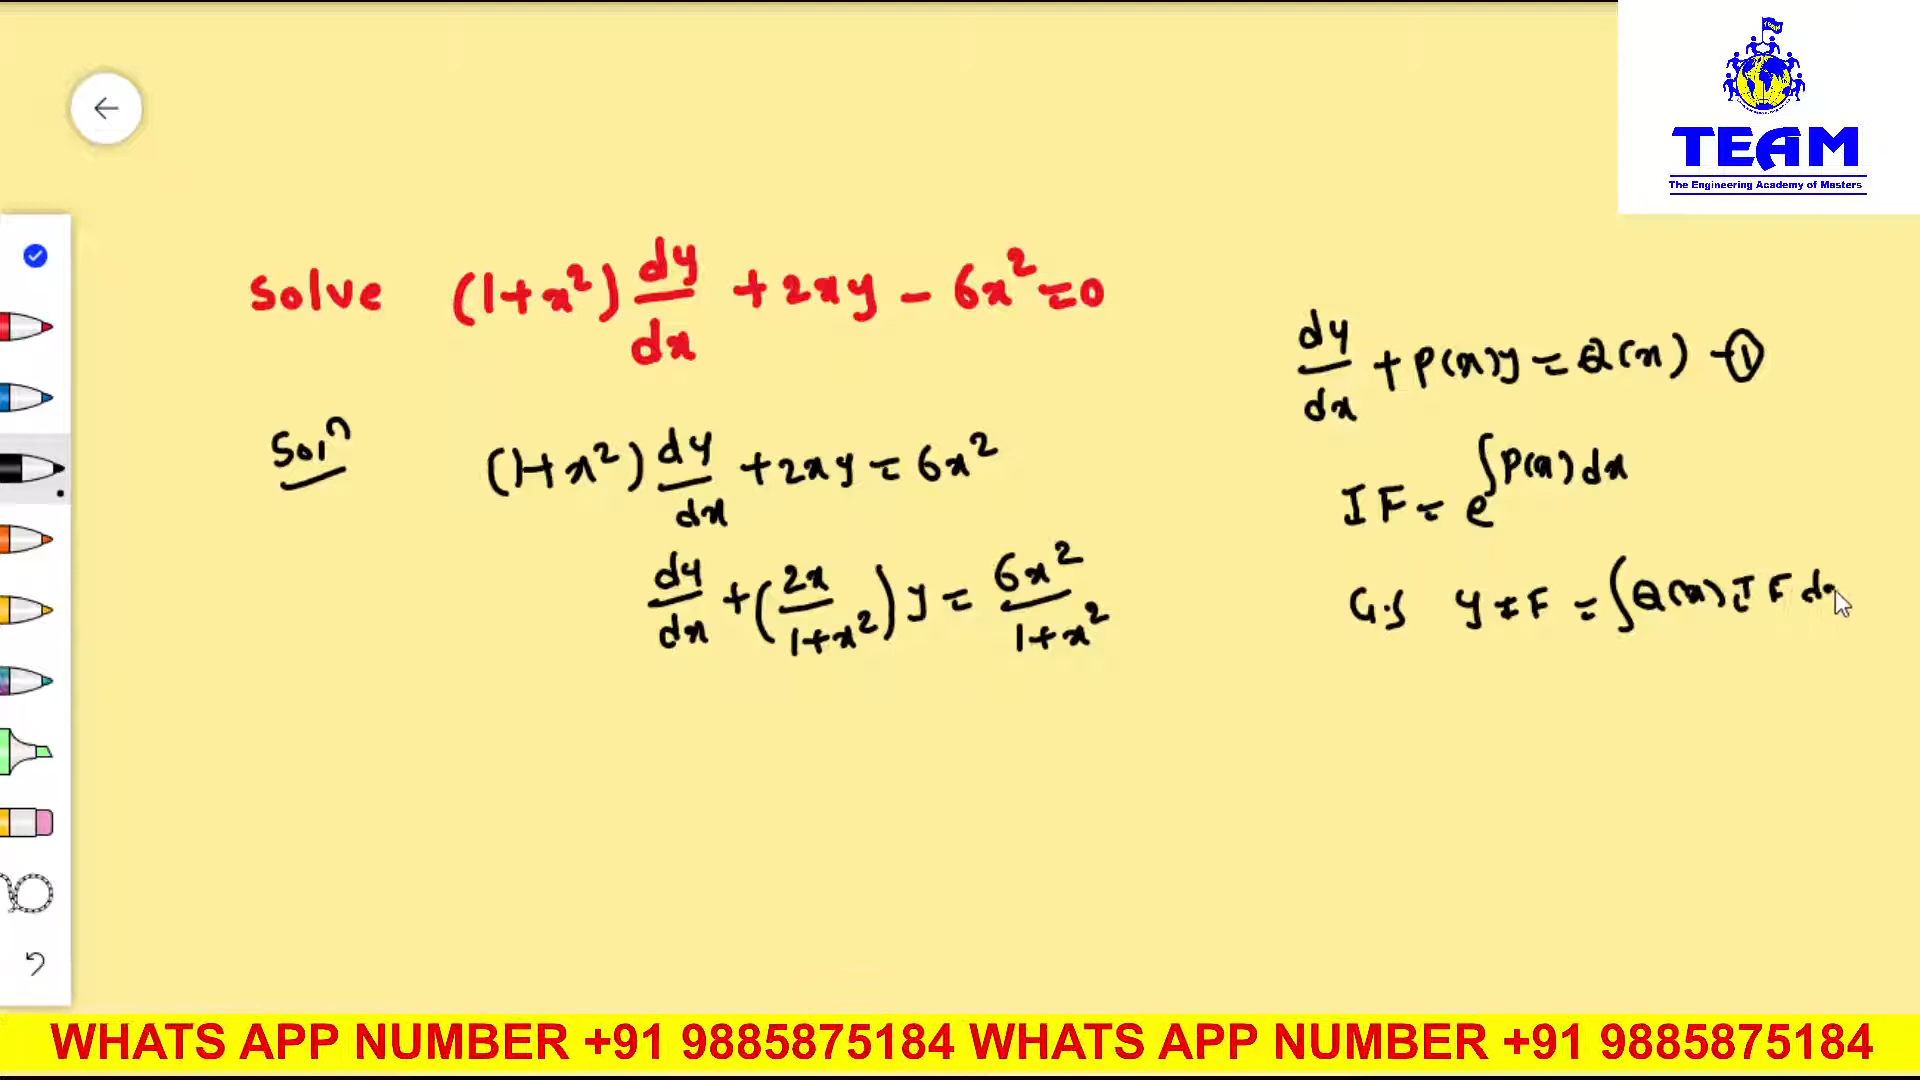 TEAM
The Engineering Academy of Masters
Solve (1+x²) dy/dx + 2xy - 6x² = 0
Solⁿ (1+x²) dy/dx + 2xy = 6x²
dy/dx + (2x/1+x²) y = 6x²/1+x²
dy/dx + P(x)y = Q(x) - ①
IF = e^∫P(x)dx
G.S y IF = ∫Q(x) IF dx
WHATS APP NUMBER +91 9885875184 WHATS APP NUMBER +91 9885875184